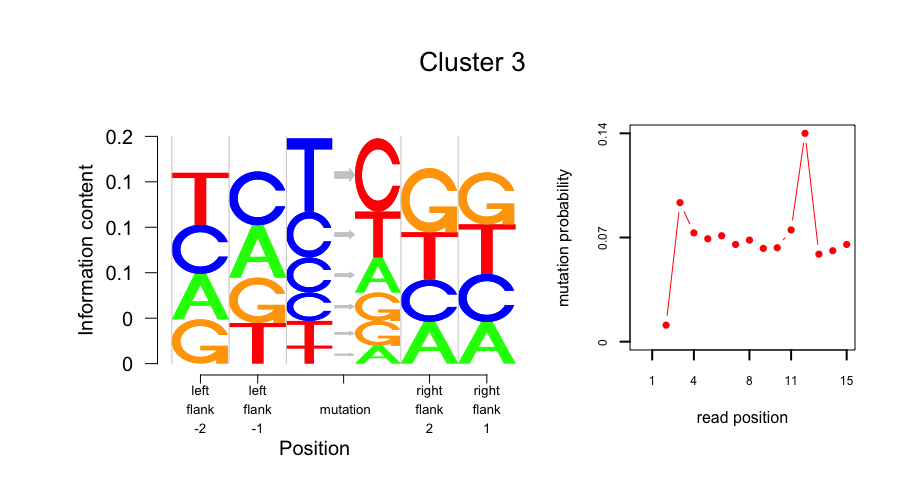 Cluster 3
Information content
0.2
0.1
0.1
0.1
0
0
T C T C G G
C A C T T T
A G C A C C
G T C G A A
T G
T A
left flank -2
left flank -1
mutation
right flank 2
right flank 1
Position
mutation probability
0.14
0.07
0
1 4 8 11 15
read position